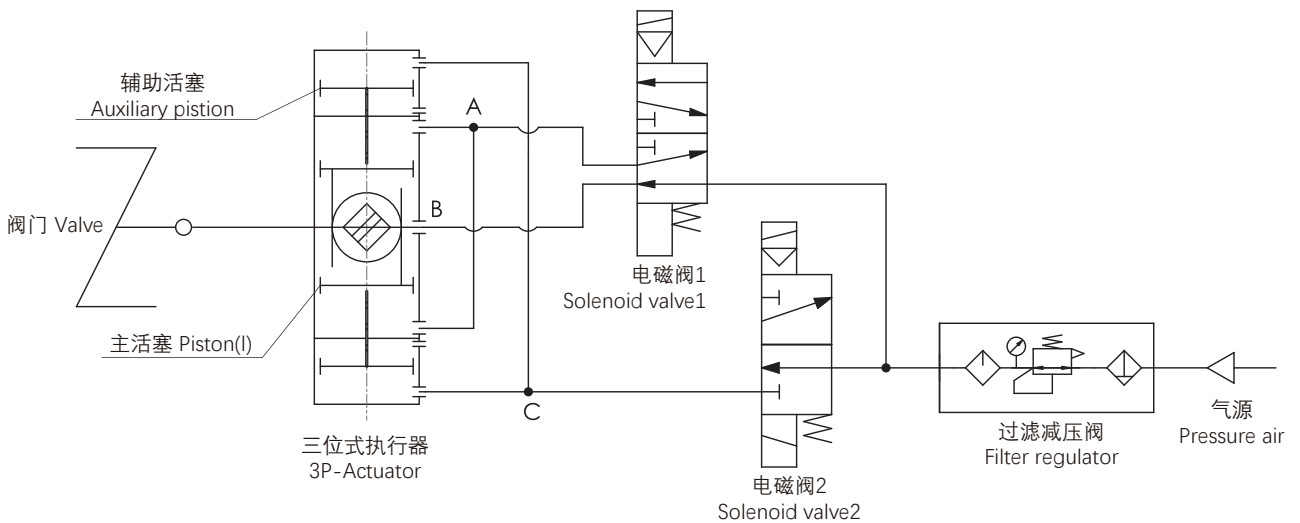 辅助活塞
Auxiliary pistion
A
阀门 Valve
B
电磁阀1
Solenoid valve1
主活塞 Piston(l)
C
三位式执行器
3P-Actuator
电磁阀2
Solenoid valve2
过滤减压阀
Filter regulator
气源
Pressure air